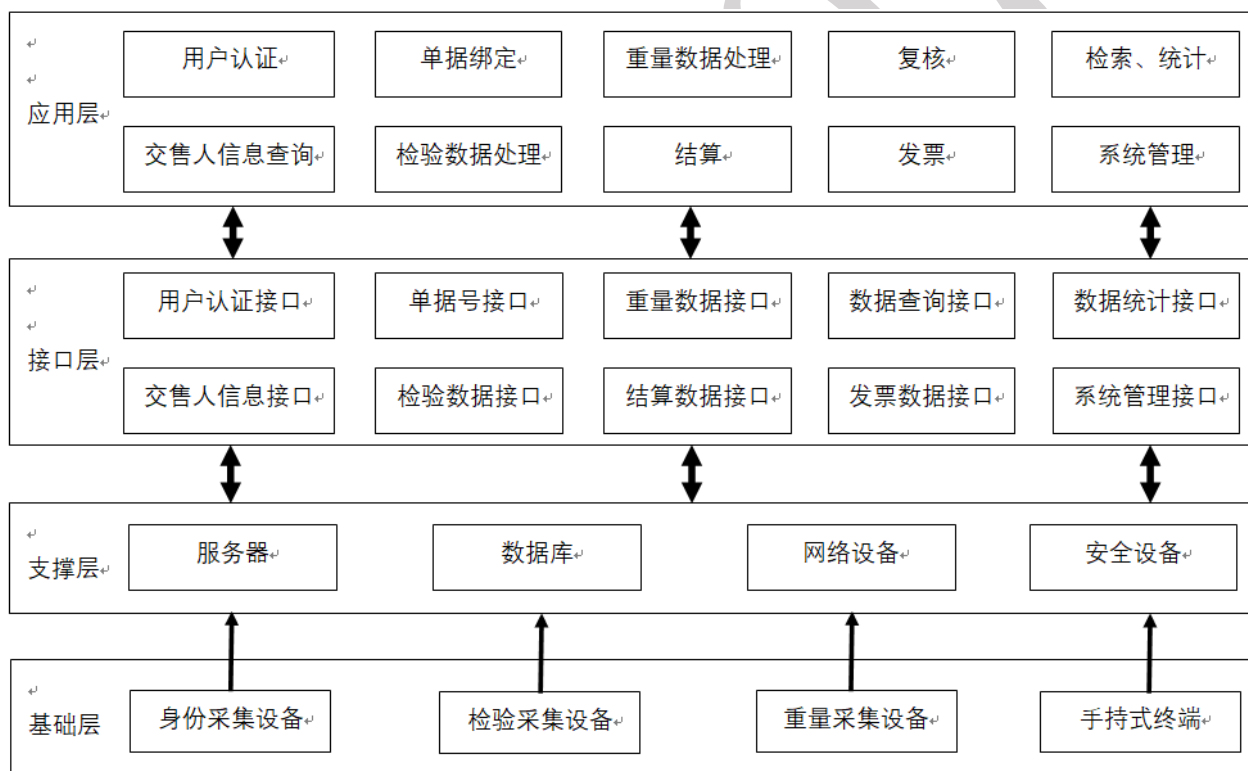 用户认证
单据绑定
重量数据处理
复核
检索、统计
应用层
交售人信息查询
检验数据处理
结算
发票
系统管理
用户认证接口
单据号接口
重量数据接口
数据查询接口
数据统计接口
接口层
交售人信息接口
检验数据接口
结算数据接口
发票数据接口
系统管理接口
支撑层
服务器
数据库
网络设备
安全设备
基础层
身份采集设备
检验采集设备
重量采集设备
手持式终端